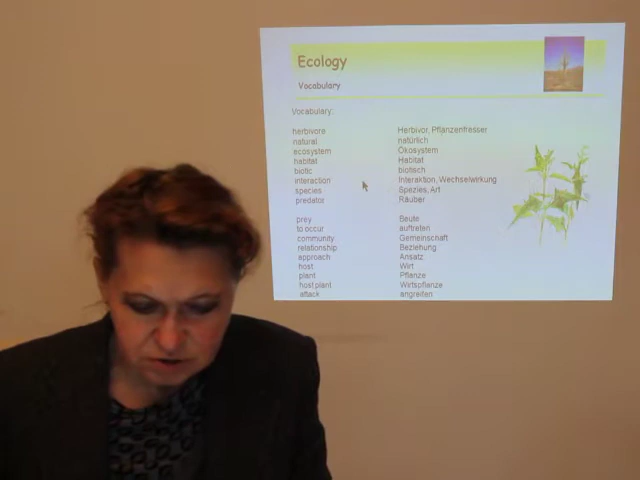 Ecology
Vocabulary
Vocabulary:
herbivore Herbivor, Pflanzenfresser
natural natürlich
ecosystem Ökosystem
habitat Habitat
biotic biotisch
interaction Interaktion, Wechselwirkung
species Spezies, Art
predator Räuber
prey Beute
to occur auftreten
community Gemeinschaft
relationship Beziehung
approach Ansatz
host Wirt
plant Pflanze
host plant Wirtspflanze
attack angreifen